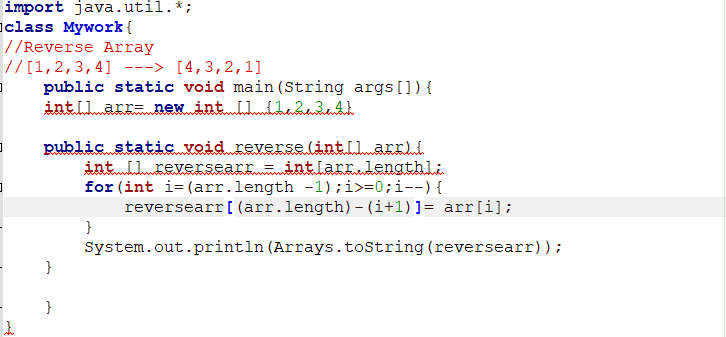 import java.util.*;
class Mywork{
//Reverse Array
//[1,2,3,4] ---> [4,3,2,1]
    public static void main(String args[]){
    int[] arr= new int [] {1,2,3,4}

    public static void reverse(int[] arr){
        int [] reversearr = int[arr.length];
        for(int i=(arr.length -1);i>=0;i--){
            reversearr[(arr.length)-(i+1)]= arr[i];
        }
        System.out.println(Arrays.toString(reversearr));
    }

    }
}